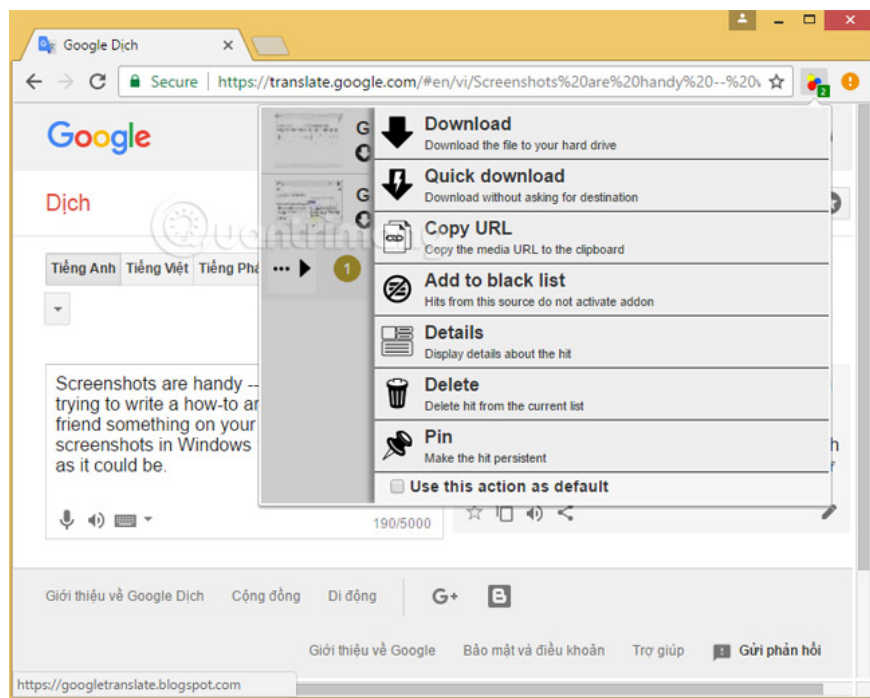 Google Dịch
Secure
https://translate.google.com/#en/vi/Screenshots%20are%20handy%20--%20
2
Google
G
Download
Download the file to your hard drive
Dịch
G
Quick download
Download without asking for destination
Quantrimang
Copy URL
Copy the media URL to the clipboard
Tiếng Anh Tiếng Việt Tiếng
1
Add to black list
Hits from this source do not activate addon
Details
Display details about the hit
Screenshots are handy --
trying to write a how-to
friend something on your
screenshots in Windows
as it could be.
Delete
Delete hit from the current list
Pin
Make the hit persistent
Use this action as default
190/5000
Giới thiệu về Google Dịch Cộng đồng Di động G+ B
Giới thiệu về Google Bảo mật và điều khoản Trợ giúp Gửi phản hồi
https://googletranslate.blogspot.com